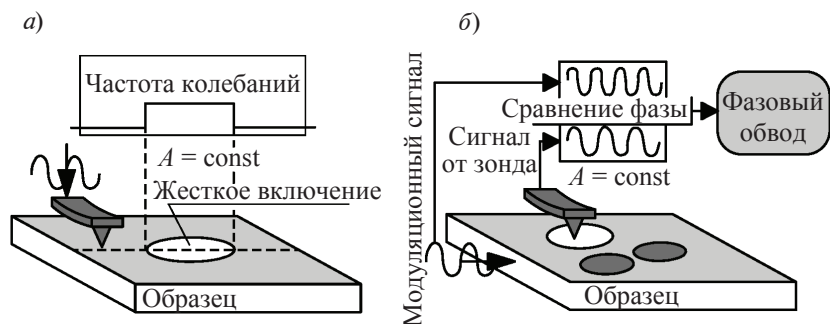 а)
Частота колебаний
A = const
Жесткое включение
Образец
б)
Модуляционный сигнал
Сравнение фазы
Сигнал
от зонда
A = const
Фазовый
обвод
Образец